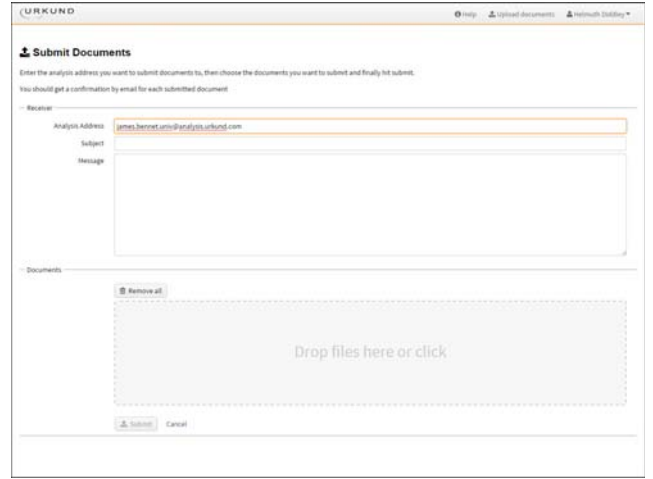 URKUND
Help Upload documents Helmuth Diddley
Submit Documents
Enter the analysis address you want to submit documents to, then choose the documents you want to submit and finally hit submit.
You should get a confirmation by email for each submitted document
Receiver
Analysis Address james.bennet.univ@analysis.urkund.com
Subject
Message
Documents
Remove all
Drop files here or click
Submit Cancel